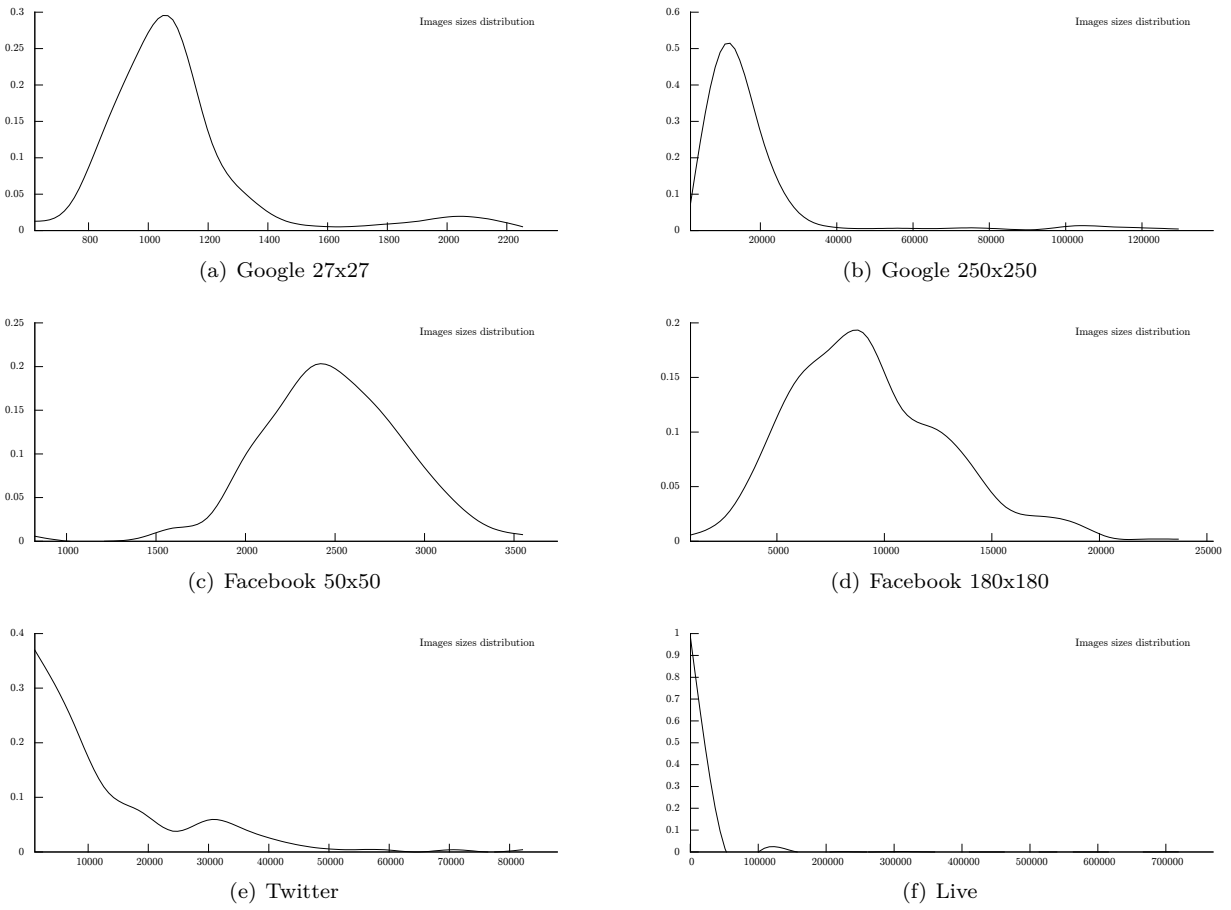 Images sizes distribution
0.3
0.25
0.2
0.15
0.1
0.05
0
800 1000 1200 1400 1600 1800 2000 2200
(a) Google 27x27
Images sizes distribution
0.6
0.5
0.4
0.3
0.2
0.1
0
20000 40000 60000 80000 100000 120000
(b) Google 250x250
Images sizes distribution
0.25
0.2
0.15
0.1
0.05
0
1000 1500 2000 2500 3000 3500
(c) Facebook 50x50
Images sizes distribution
0.2
0.15
0.1
0.05
0
5000 10000 15000 20000 25000
(d) Facebook 180x180
Images sizes distribution
0.4
0.3
0.2
0.1
0
10000 20000 30000 40000 50000 60000 70000 80000
(e) Twitter
Images sizes distribution
1
0.9
0.8
0.7
0.6
0.5
0.4
0.3
0.2
0.1
0
0 100000 200000 300000 400000 500000 600000 700000
(f) Live